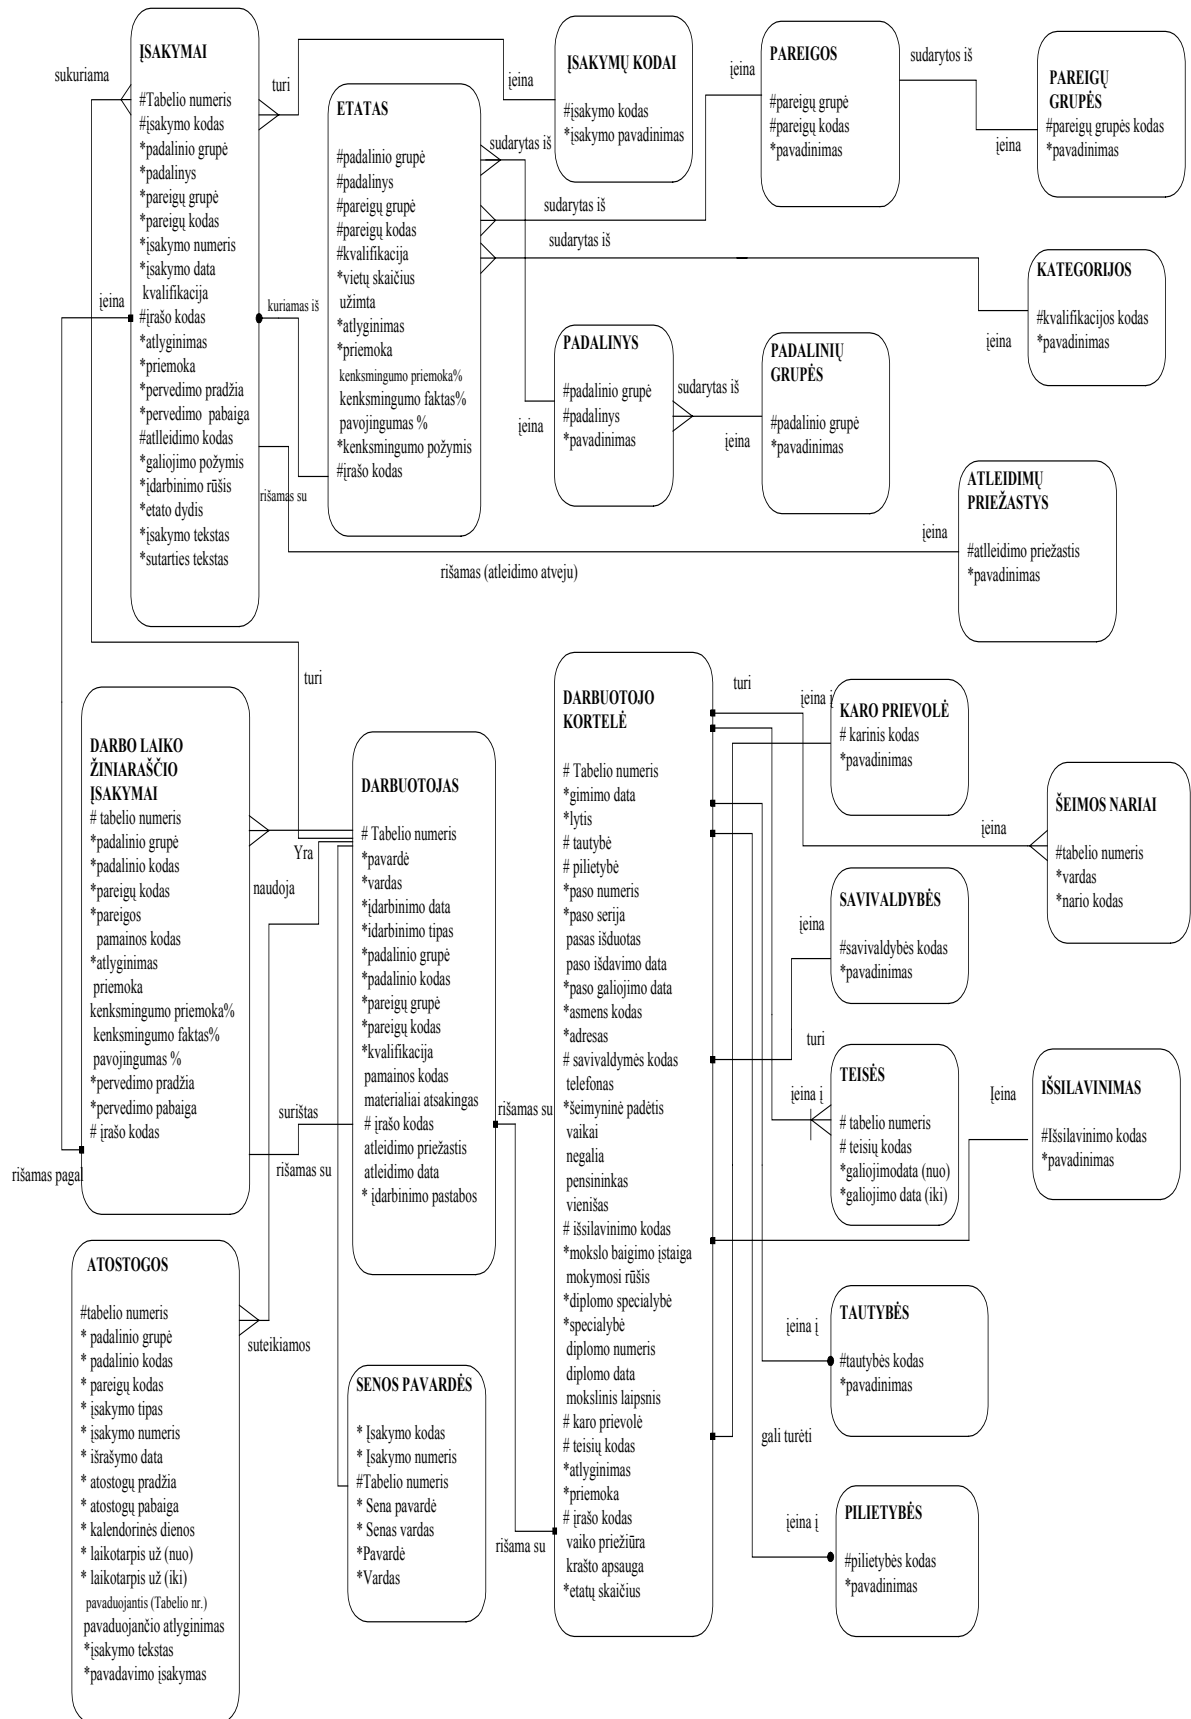 ĮSAKYMAI
#Tabelio numeris
#įsakymo kodas
*padalinio grupė
*padalinys
*pareigų grupė
*pareigų kodas
*įsakymo numeris
*įsakymo data
kvalifikacija
#įrašo kodas
*atlyginimas
*priemoka
*pervedimo pradžia
*pervedimo pabaiga
#atlleidimo kodas
*galiojimo požymis
*įdarbinimo rūšis
*etato dydis
*įsakymo tekstas
*sutarties tekstas
sukuriama
turi
įeina
įeina
kuriamas iš
rišamas su
ETATAS
#padalinio grupė
#padalinys
#pareigų grupė
#pareigų kodas
#kvalifikacija
*vietų skaičius
užimta
*atlyginimas
*priemoka
kenksmingumo priemoka%
kenksmingumo faktas%
pavojingumas %
*kenksmingumo požymis
#įrašo kodas
sudarytas iš
sudarytas iš
sudarytas iš
ĮSAKYMŲ KODAI
#įsakymo kodas
*įsakymo pavadinimas
įeina
PAREIGOS
#pareigų grupė
#pareigų kodas
*pavadinimas
sudarytos iš
įeina
PAREIGŲ
GRUPĖS
#pareigų grupės kodas
*pavadinimas
KATEGORIJOS
#kvalifikacijos kodas
*pavadinimas
įeina
PADALINYS
#padalinio grupė
#padalinys
*pavadinimas
įeina
sudarytas iš
įeina
PADALINIŲ
GRUPĖS
#padalinio grupė
*pavadinimas
ATLEIDIMŲ
PRIEŽASTYS
#atlleidimo priežastis
*pavadinimas
įeina
rišamas (atleidimo atveju)
turi
DARBO LAIKO
ŽINIARAŠČIO
ĮSAKYMAI
# tabelio numeris
*padalinio grupė
*padalinio kodas
*pareigų kodas
*pareigos
pamainos kodas
*atlyginimas
priemoka
kenksmingumo priemoka%
kenksmingumo faktas%
pavojingumas %
*pervedimo pradžia
*pervedimo pabaiga
# įrašo kodas
rišamas pagal
Yra
naudoja
surištas
rišamas su
DARBUOTOJAS
# Tabelio numeris
*pavardė
*vardas
*įdarbinimo data
*idarbinimo tipas
*padalinio grupė
*padalinio kodas
*pareigų grupė
*pareigų kodas
*kvalifikacija
pamainos kodas
materialiai atsakingas
# įrašo kodas
atleidimo priežastis
atleidimo data
* įdarbinimo pastabos
rišamas su
rišama su
ATOSTOGOS
#tabelio numeris
* padalinio grupė
* padalinio kodas
* pareigų kodas
* įsakymo tipas
* įsakymo numeris
* išrašymo data
* atostogų pradžia
* atostogų pabaiga
* kalendorinės dienos
* laikotarpis už (nuo)
* laikotarpis už (iki)
pavaduojantis (Tabelio nr.)
pavaduojančio atlyginimas
*įsakymo tekstas
*pavadavimo įsakymas
suteikiamos
SENOS PAVARDĖS
* Įsakymo kodas
* Įsakymo numeris
#Tabelio numeris
* Sena pavardė
* Senas vardas
*Pavardė
*Vardas
DARBUOTOJO
KORTELĖ
# Tabelio numeris
*gimimo data
*lytis
# tautybė
# pilietybė
*paso numeris
*paso serija
pasas išduotas
paso išdavimo data
*paso galiojimo data
*asmens kodas
*adresas
# savivaldymės kodas
telefonas
*šeimyninė padėtis
vaikai
negalia
pensininkas
vienišas
# išsilavinimo kodas
*mokslo baigimo įstaiga
mokymosi rūšis
*diplomo specialybė
*specialybė
diplomo numeris
diplomo data
mokslinis laipsnis
# karo prievolė
# teisių kodas
*atlyginimas
*priemoka
# įrašo kodas
vaiko priežiūra
krašto apsauga
*etatų skaičius
turi
įeina į
KARO PRIEVOLĖ
# karinis kodas
*pavadinimas
įeina
ŠEIMOS NARIAI
#tabelio numeris
*vardas
*nario kodas
įeina
SAVIVALDYBĖS
#savivaldybės kodas
*pavadinimas
turi
įeina į
TEISĖS
# tabelio numeris
# teisių kodas
*galiojimodata (nuo)
*galiojimo data (iki)
Įeina
IŠSILAVINIMAS
#Išsilavinimo kodas
*pavadinimas
įeina į
TAUTYBĖS
#tautybės kodas
*pavadinimas
gali turėti
įeina į
PILIETYBĖS
#pilietybės kodas
*pavadinimas